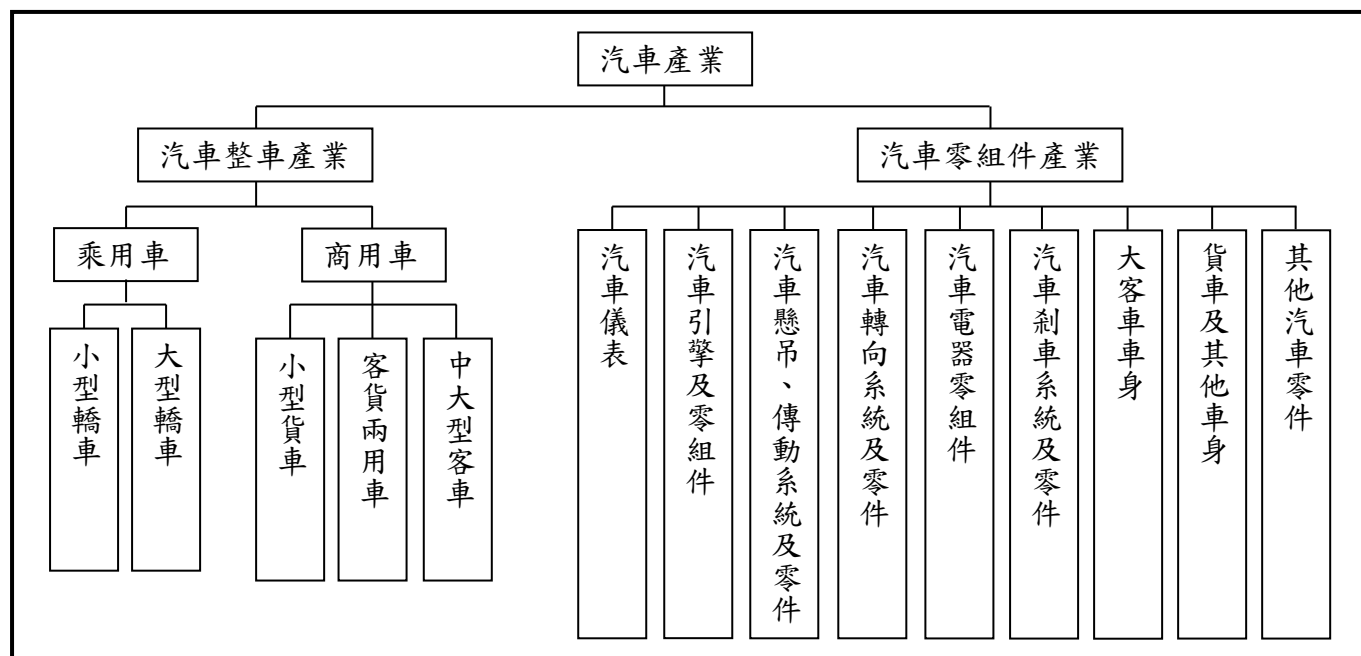 汽車產業
汽車整車產業
汽車零組件產業
乘用車
商用車
小型轎車
大型轎車
小型貨車
客貨兩用車
中大型客車
汽車儀表
汽車引擎及零組件
汽車懸吊、傳動系統及零件
汽車轉向系統及零件
汽車電器零組件
汽車剎車系統及零件
大客車車身
貨車及其他車身
其他汽車零件